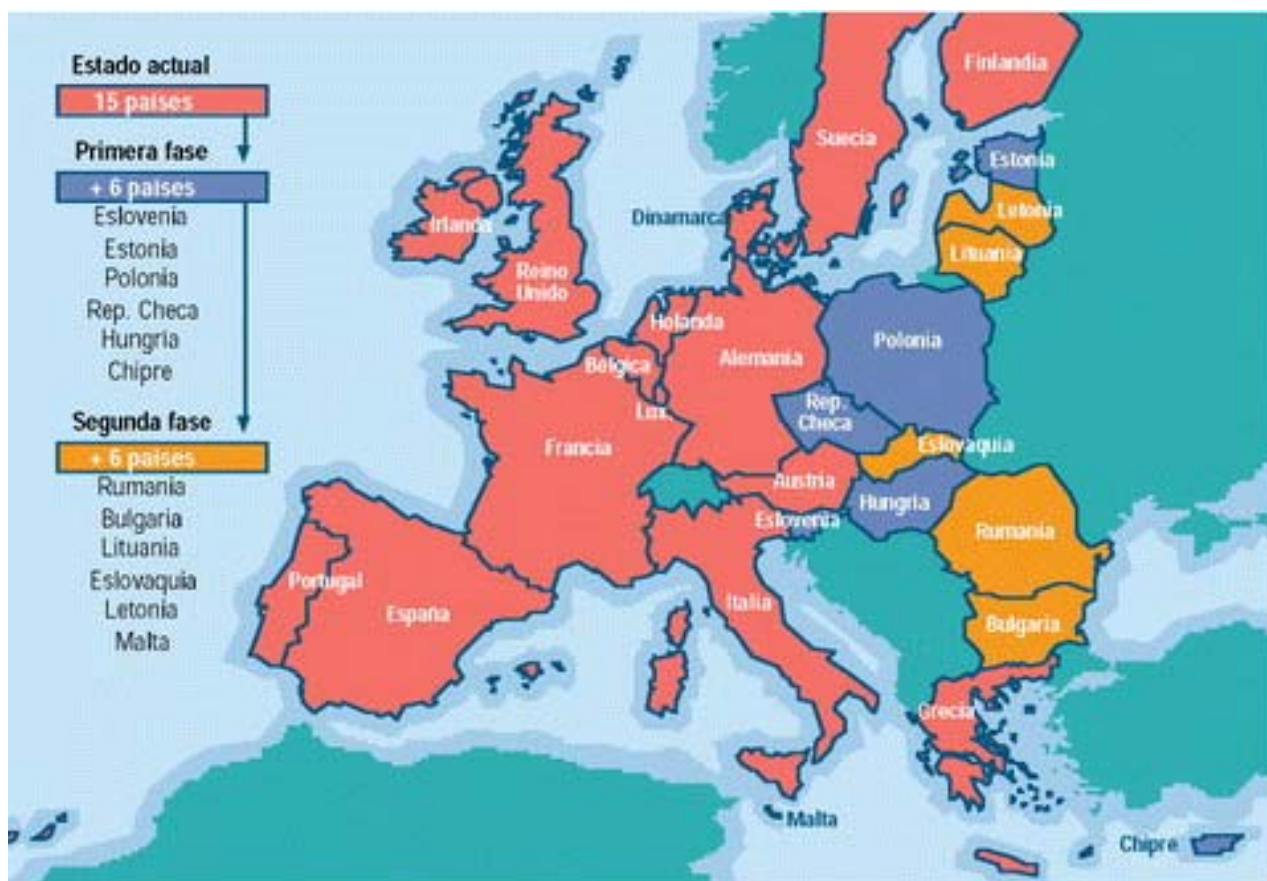 Estado actual
15 países
Primera fase
+ 6 países
Eslovenia
Estonia
Polonia
Rep. Checa
Hungría
Chipre
Segunda fase
+ 6 países
Rumanía
Bulgaria
Lituania
Eslovaquia
Letonia
Malta
Finlandia
Suecia
Estonia
Letonia
Lituania
Dinamarca
Irlanda
Reino
Unido
Holanda
Bélgica
Lux.
Alemania
Polonia
Rep.
Checa
Eslovaquia
Francia
Austria
Hungría
Eslovenia
Rumanía
Portugal
España
Italia
Bulgaria
Grecia
Malta
Chipre